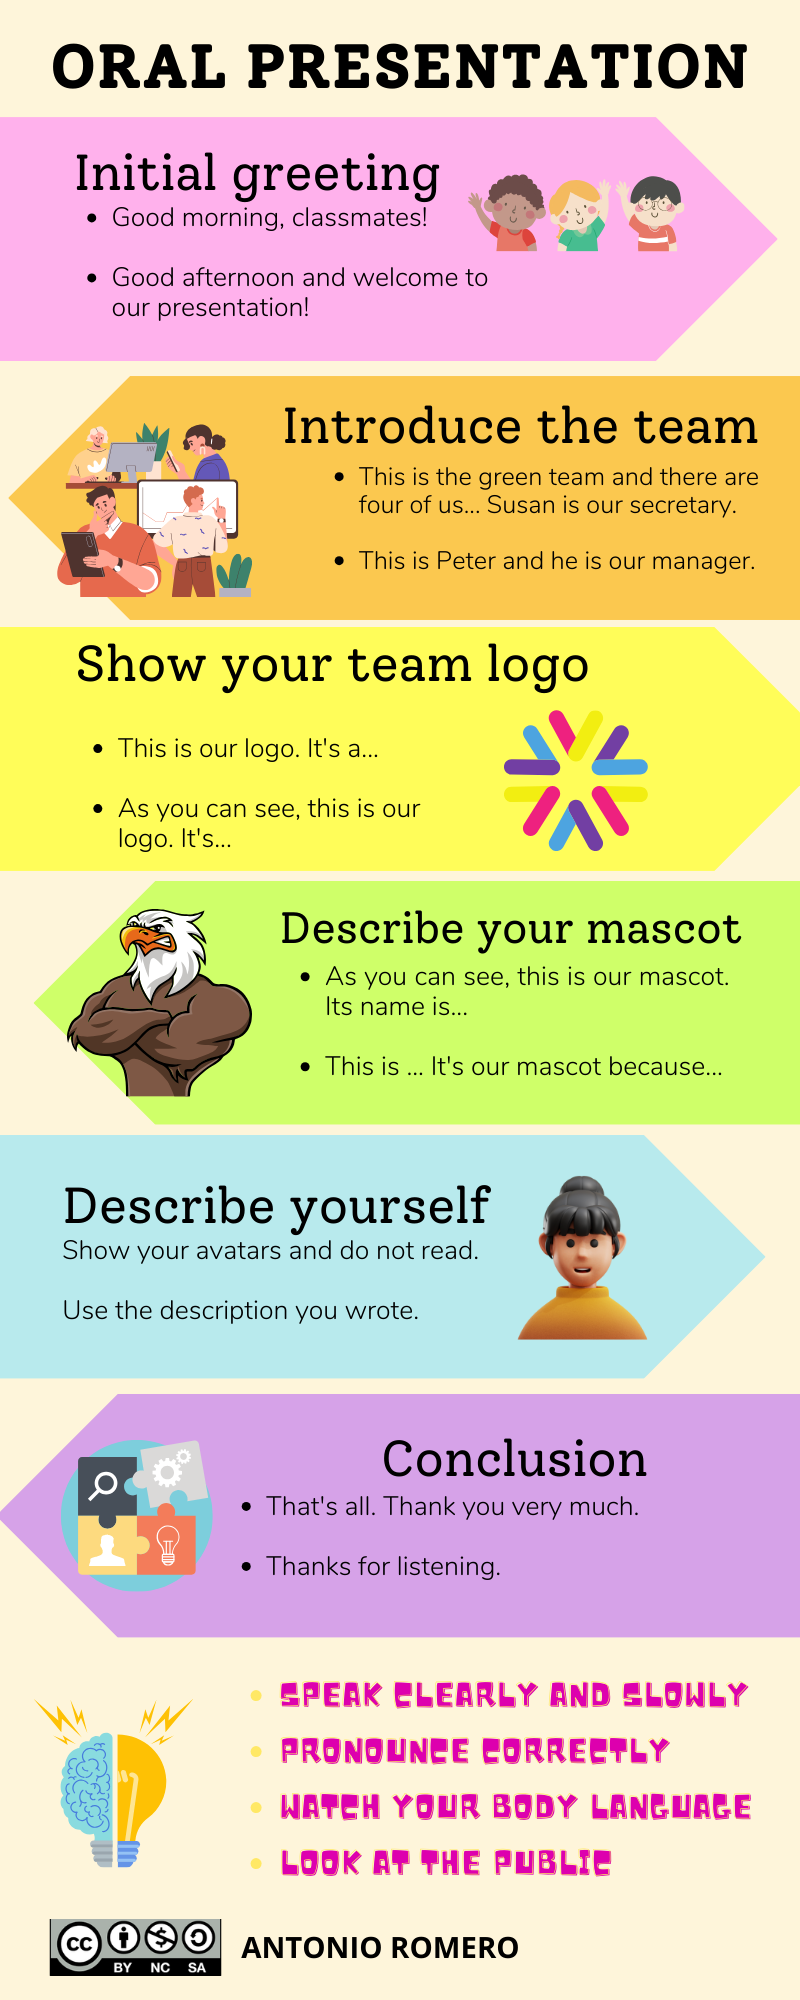 ORAL PRESENTATION
Initial greeting
• Good morning, classmates!
• Good afternoon and welcome to
our presentation!
Introduce the team
• This is the green team and there are
four of us... Susan is our secretary.
• This is Peter and he is our manager.
Show your team logo
• This is our logo. It's a...
• As you can see, this is our
logo. It's...
Describe your mascot
• As you can see, this is our mascot.
Its name is...
• This is ... It's our mascot because...
Describe yourself
Show your avatars and do not read.
Use the description you wrote.
Conclusion
• That's all. Thank you very much.
• Thanks for listening.
• SPEAK CLEARLY AND SLOWLY
• PRONOUNCE CORRECTLY
• WATCH YOUR BODY LANGUAGE
• LOOK AT THE PUBLIC
cc
BY NC SA
ANTONIO ROMERO